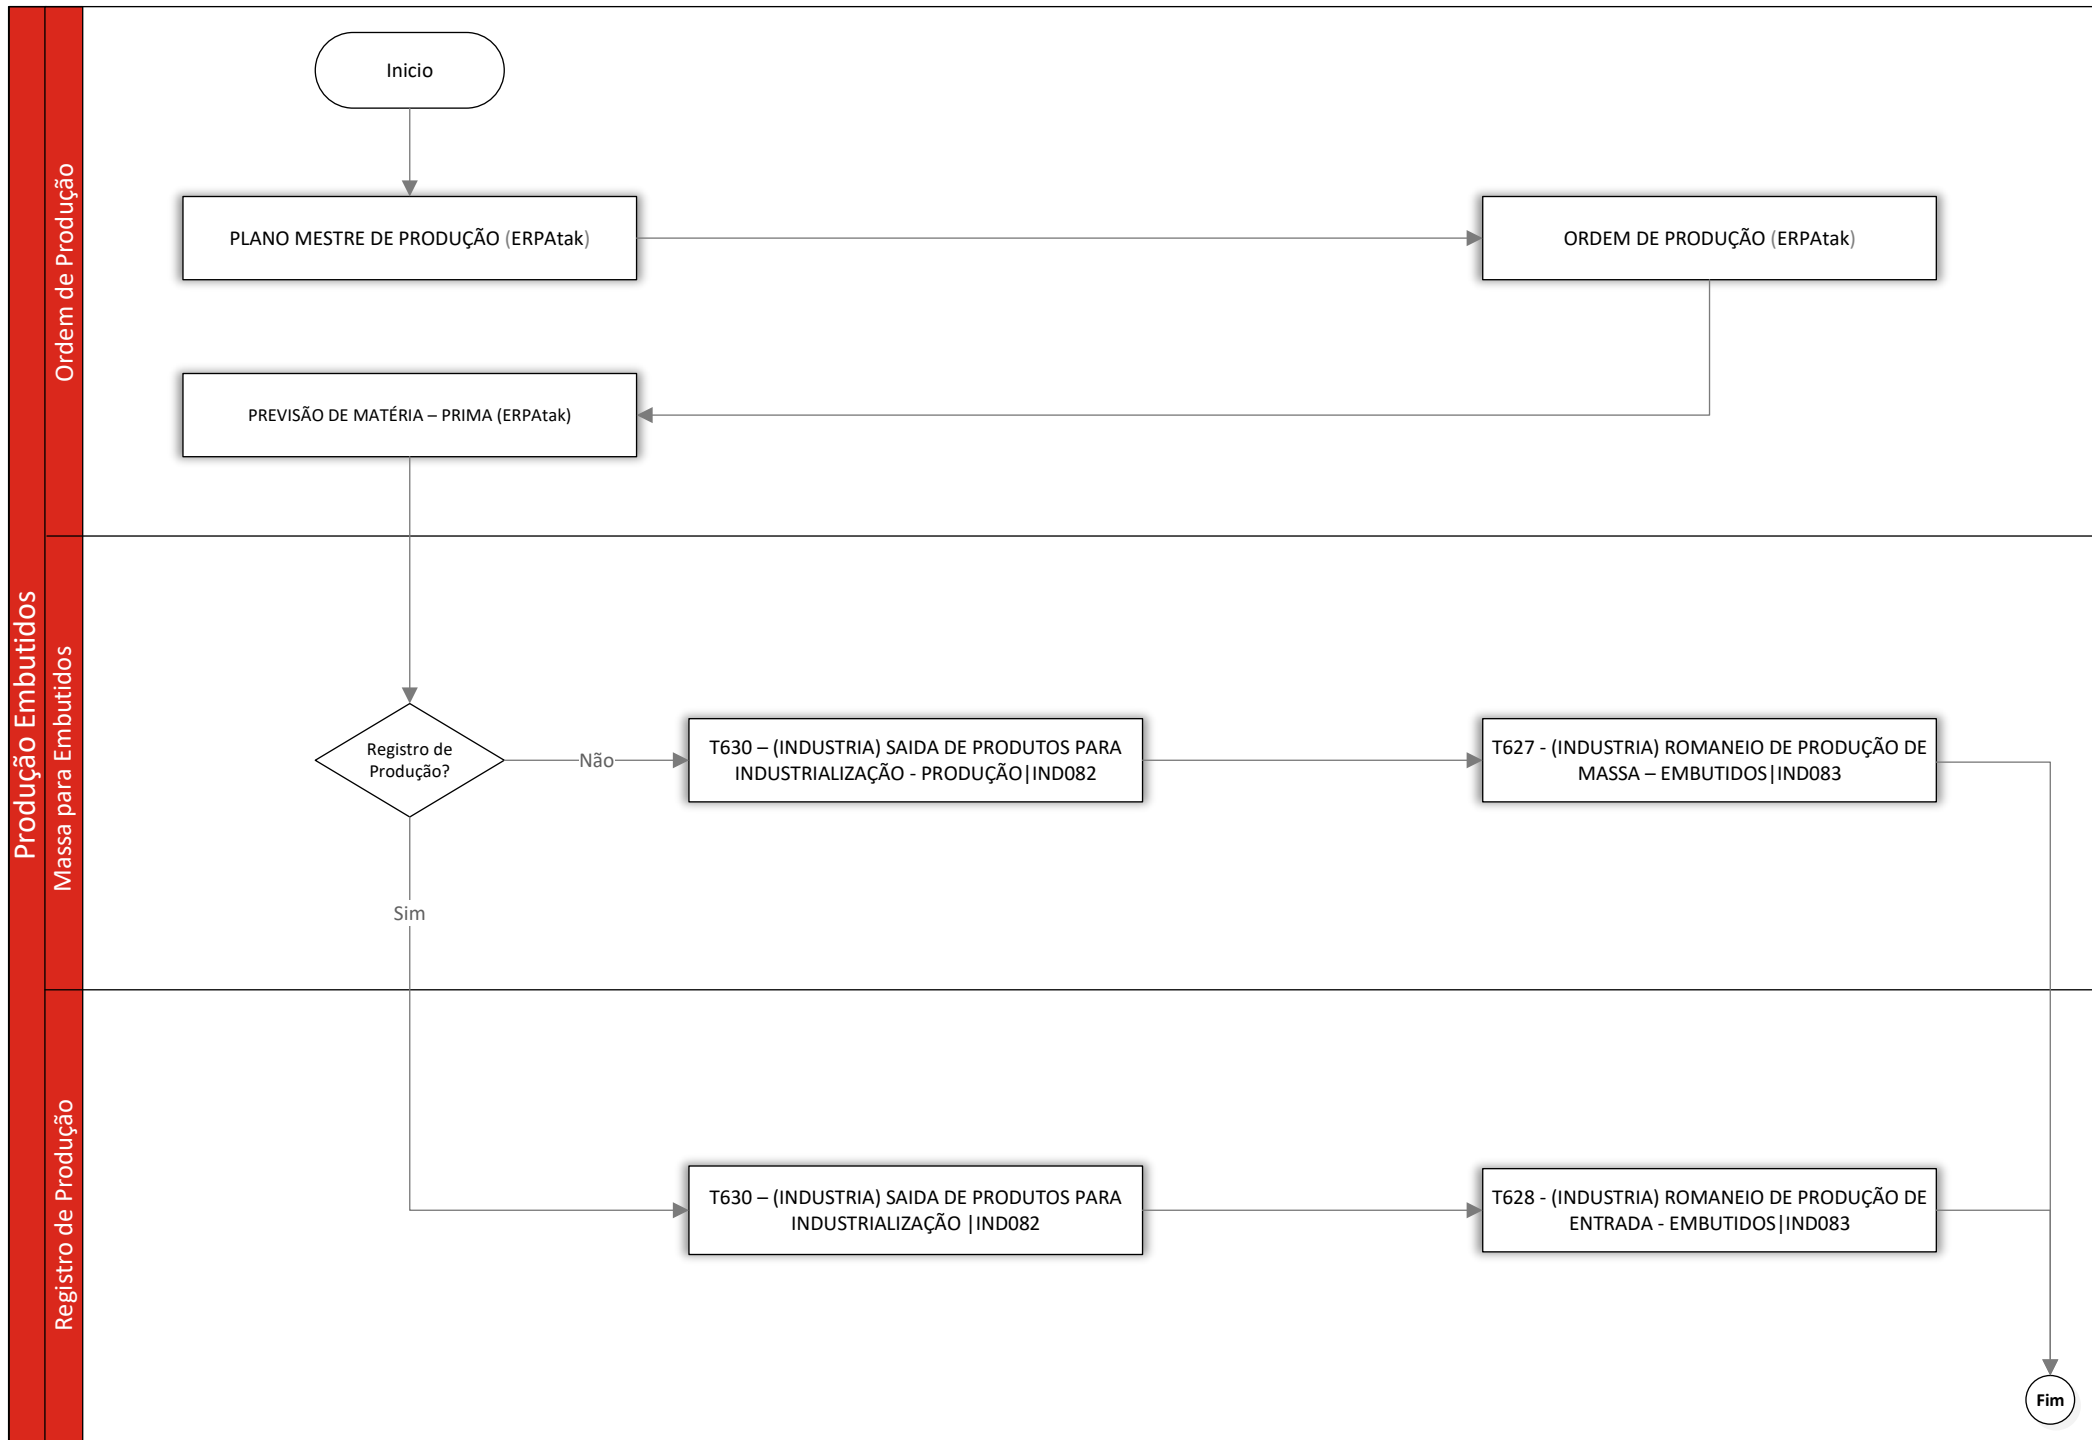 Produção Embutidos
Ordem de Produção
Inicio
PLANO MESTRE DE PRODUÇÃO (ERPAtak)
ORDEM DE PRODUÇÃO (ERPAtak)
PREVISÃO DE MATÉRIA – PRIMA (ERPAtak)
Massa para Embutidos
Registro de
Produção?
Não
T630 – (INDUSTRIA) SAIDA DE PRODUTOS PARA
INDUSTRIALIZAÇÃO - PRODUÇÃO|IND082
T627 - (INDUSTRIA) ROMANEIO DE PRODUÇÃO DE
MASSA – EMBUTIDOS|IND083
Sim
Registro de Produção
T630 – (INDUSTRIA) SAIDA DE PRODUTOS PARA
INDUSTRIALIZAÇÃO |IND082
T628 - (INDUSTRIA) ROMANEIO DE PRODUÇÃO DE
ENTRADA - EMBUTIDOS|IND083
Fim